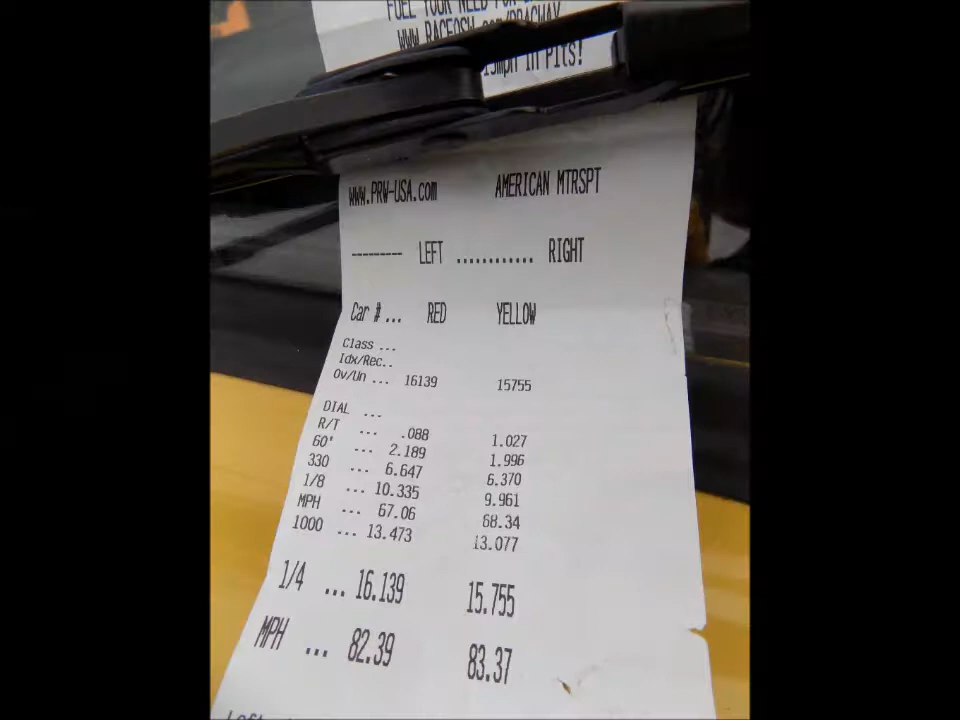 FUEL YOUR NEED FOR
WWW.RACEOSW.com/DRAGWAY
15mph in Pits!
www.PRW-USA.com AMERICAN MTRSPT
--------- LEFT ............ RIGHT
Car # ... RED YELLOW
Class ...
Idx/Rec..
Ov/Un ... 16139 15755
DIAL ...
R/T ... .088 1.027
60' ... 2.189 1.996
330 ... 6.647 6.370
1/8 ... 10.335 9.961
MPH ... 67.06 68.34
1000 ... 13.473 13.077
1/4 ... 16.139 15.755
MPH ... 82.39 83.37